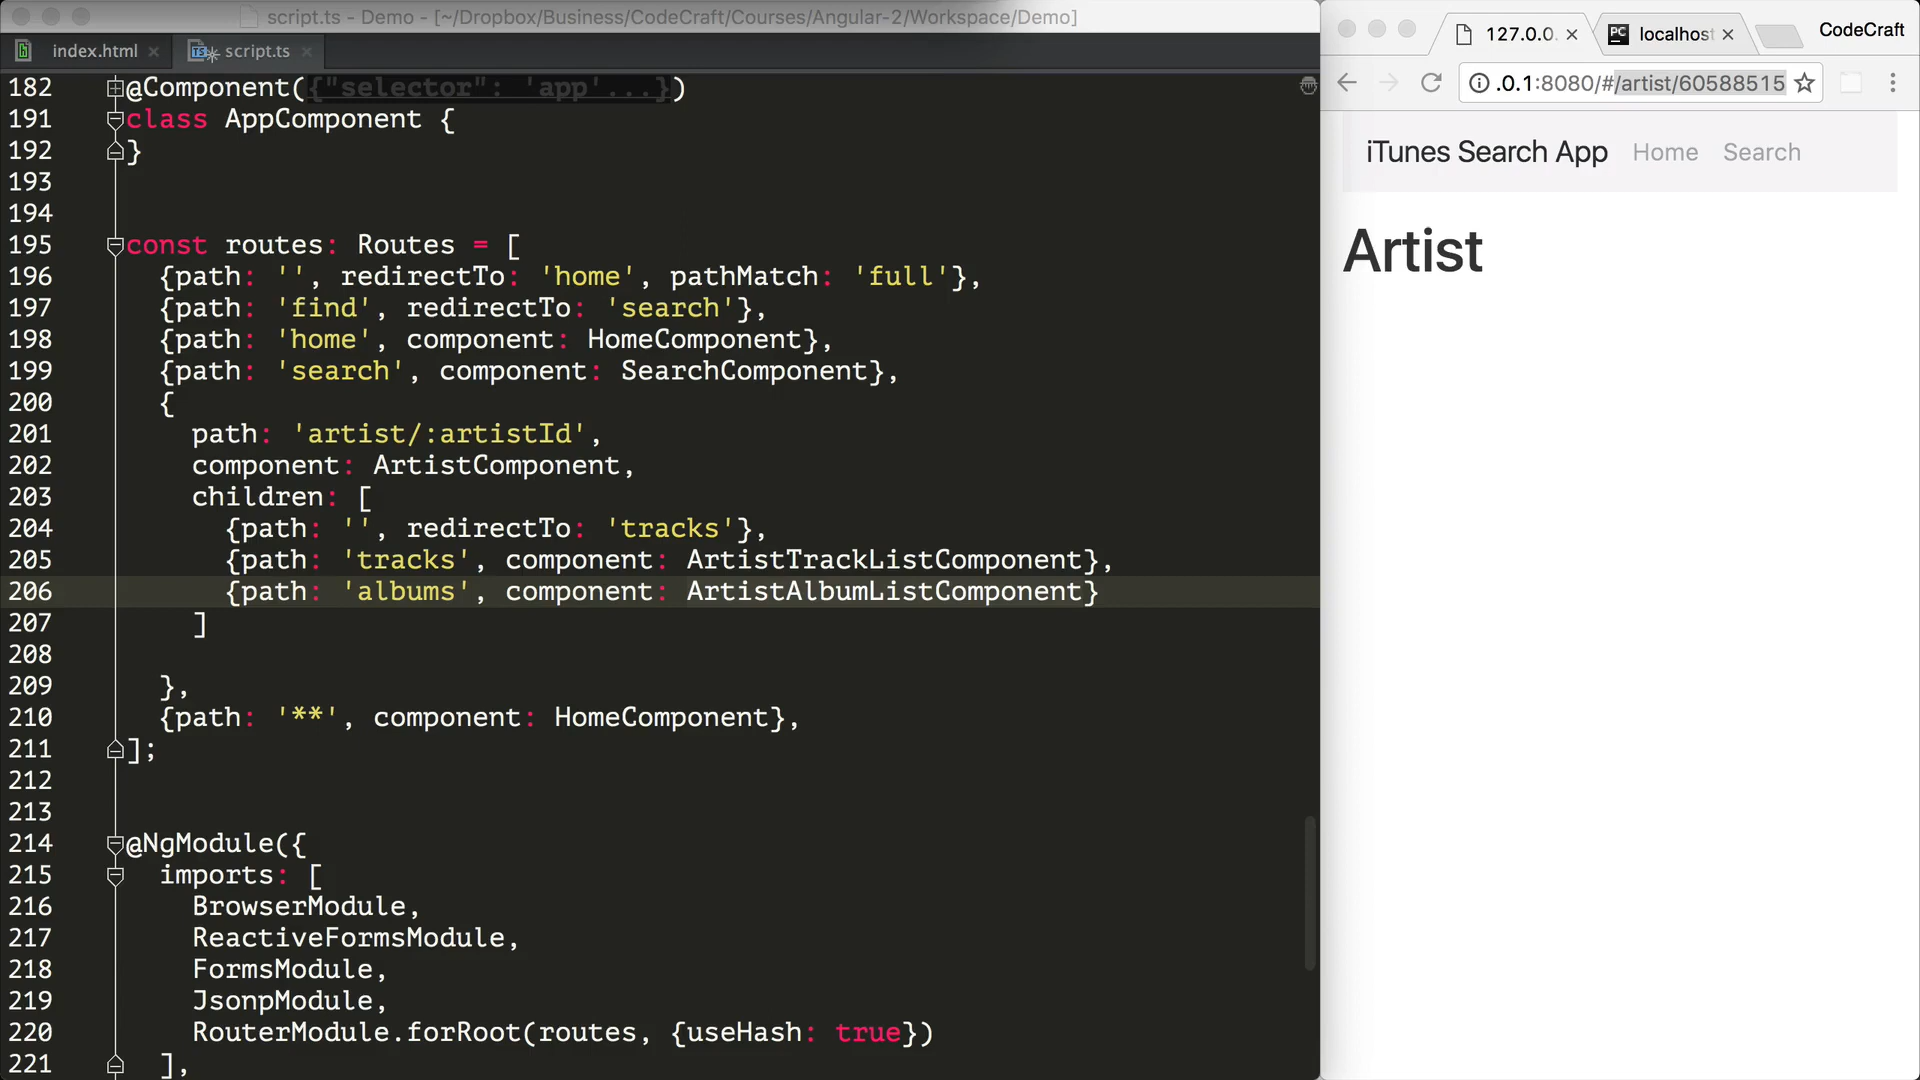 script.ts - Demo - [~/Dropbox/Business/CodeCraft/Courses/Angular-2/Workspace/Demo]
index.html
script.ts
182 @Component({"selector": 'app'...})
191 class AppComponent {
192 }
193
194
195 const routes: Routes = [
196 {path: '', redirectTo: 'home', pathMatch: 'full'},
197 {path: 'find', redirectTo: 'search'},
198 {path: 'home', component: HomeComponent},
199 {path: 'search', component: SearchComponent},
200 {
201 path: 'artist/:artistId',
202 component: ArtistComponent,
203 children: [
204 {path: '', redirectTo: 'tracks'},
205 {path: 'tracks', component: ArtistTrackListComponent},
206 {path: 'albums', component: ArtistAlbumListComponent}
207 ]
208
209 },
210 {path: '**', component: HomeComponent},
211 ];
212
213
214 @NgModule({
215 imports: [
216 BrowserModule,
217 ReactiveFormsModule,
218 FormsModule,
219 JsonpModule,
220 RouterModule.forRoot(routes, {useHash: true})
221 ],
127.0.0.
PC localhost
CodeCraft
.0.1:8080/#/artist/60588515
iTunes Search App Home Search
Artist